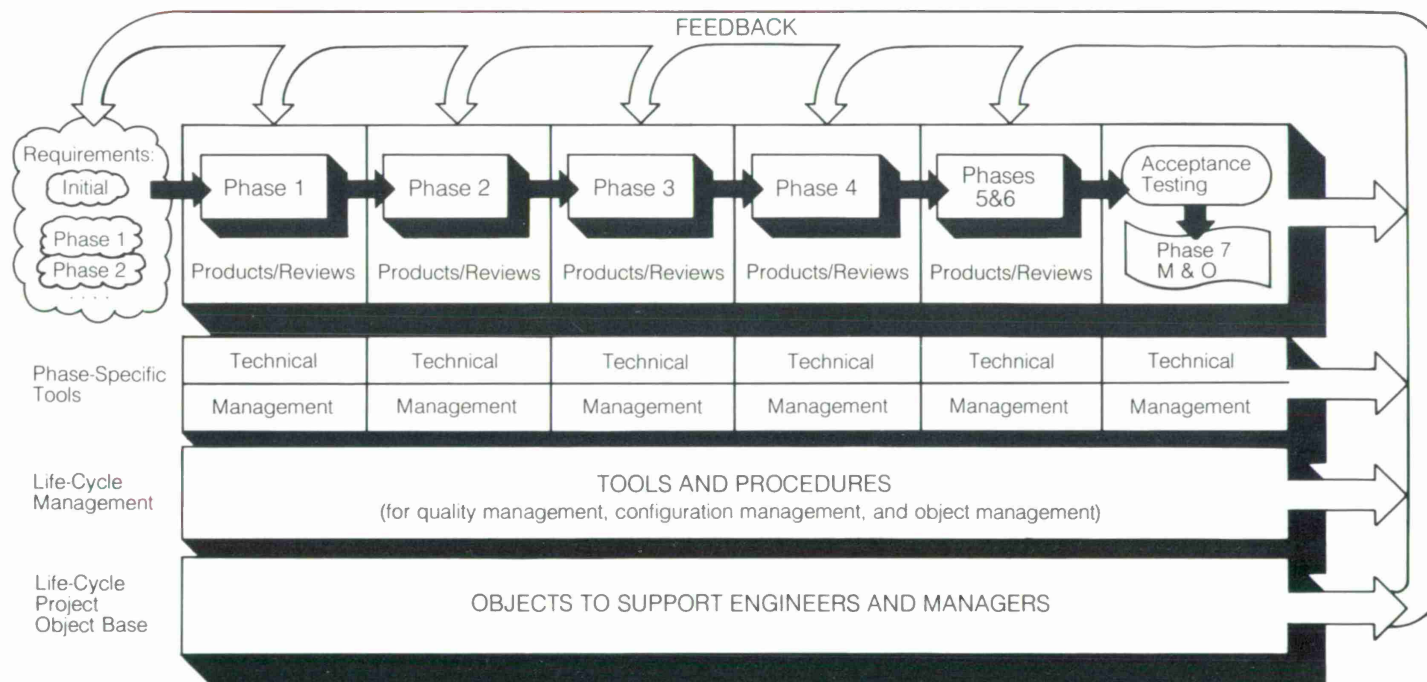 FEEDBACK
Requirements:
Initial
Phase 1
Phase 2
. . . .
Phase 1
Phase 2
Phase 3
Phase 4
Phases
5&6
Acceptance
Testing
Phase 7
M & O
Products/Reviews
Products/Reviews
Products/Reviews
Products/Reviews
Products/Reviews
Phase-Specific
Tools
Technical
Technical
Technical
Technical
Technical
Technical
Management
Management
Management
Management
Management
Management
Life-Cycle
Management
TOOLS AND PROCEDURES
(for quality management, configuration management, and object management)
Life-Cycle
Project
Object Base
OBJECTS TO SUPPORT ENGINEERS AND MANAGERS